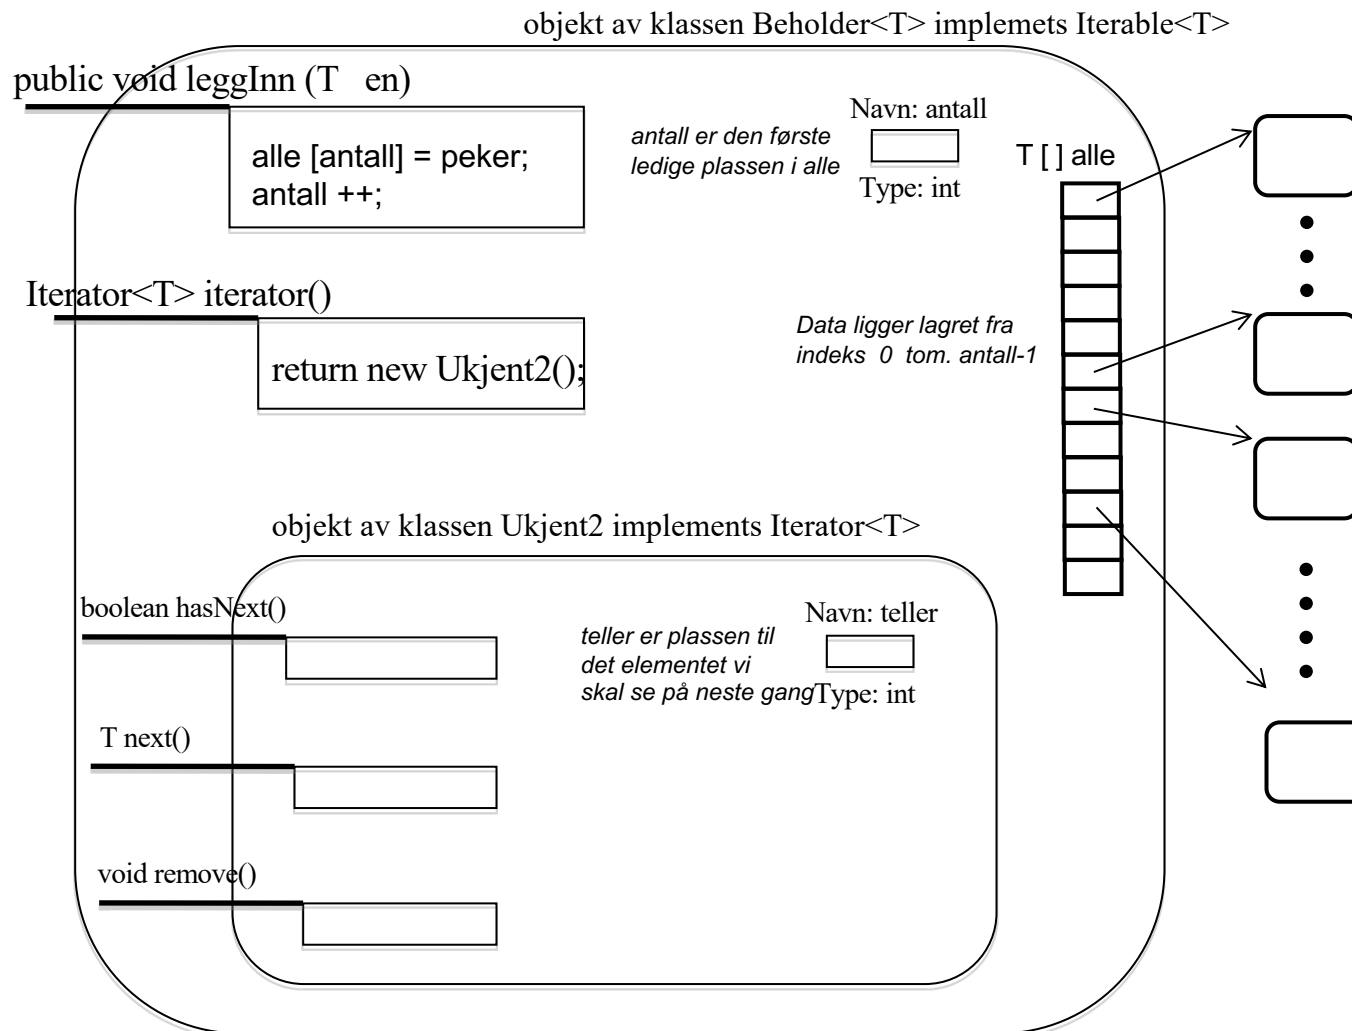 objekt av klassen Beholder<T> implemets Iterable<T>
public void leggInn (T en)
alle [antall] = peker;
antall ++;
antall er den første
ledige plassen i alle
Navn: antall
Type: int
T [ ] alle
Iterator<T> iterator()
return new Ukjent2();
Data ligger lagret fra
indeks 0 tom. antall-1
objekt av klassen Ukjent2 implements Iterator<T>
boolean hasNext()
teller er plassen til
det elementet vi
skal se på neste gang
Navn: teller
Type: int
T next()
void remove()